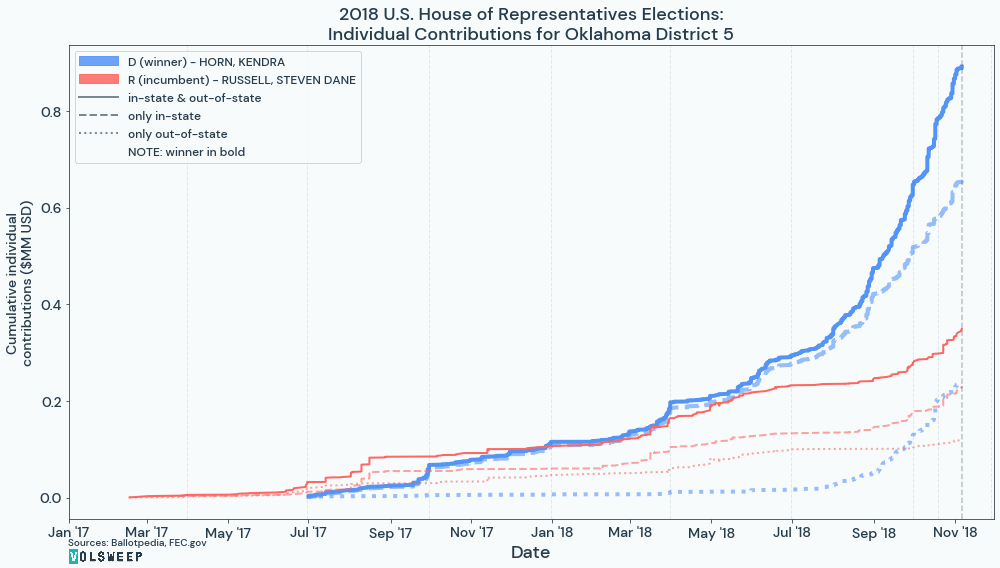 2018 U.S. House of Representatives Elections:
Individual Contributions for Oklahoma District 5
D (winner) – HORN, KENDRA
R (incumbent) – RUSSELL, STEVEN DANE
in-state & out-of-state
only in-state
only out-of-state
NOTE: winner in bold
Cumulative individual
contributions ($MM USD)
0.8
0.6
0.4
0.2
0.0
Jan '17 Mar '17 May '17 Jul '17 Sep '17 Nov '17 Jan '18 Mar '18 May '18 Jul '18 Sep '18 Nov '18
Date
Sources: Ballotpedia, FEC.gov
VOLSWEEP